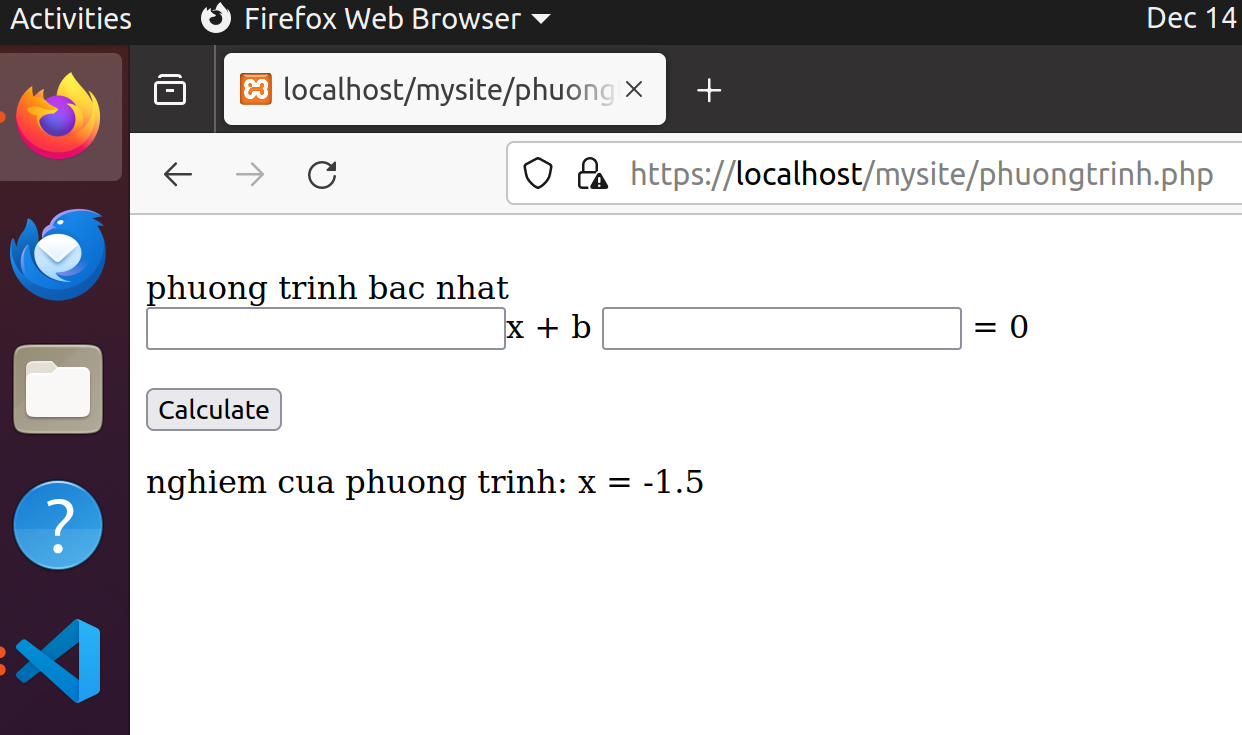 Activities Firefox Web Browser Dec 14
localhost/mysite/phuong
https://localhost/mysite/phuongtrinh.php
phuong trinh bac nhat
x + b = 0
Calculate
nghiem cua phuong trinh: x = -1.5
?